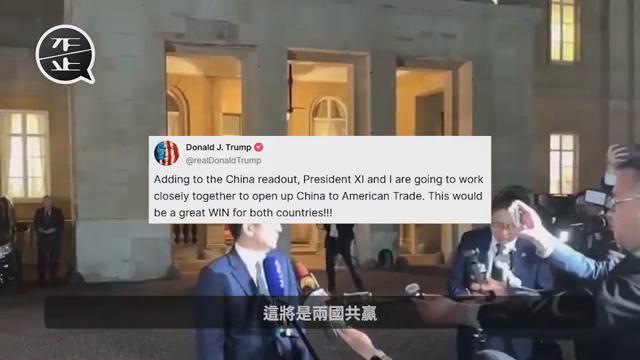 歪
Donald J. Trump
@realDonaldTrump
Adding to the China readout, President XI and I are going to work
closely together to open up China to American Trade. This would
be a great WIN for both countries!!!
這將是兩國共贏